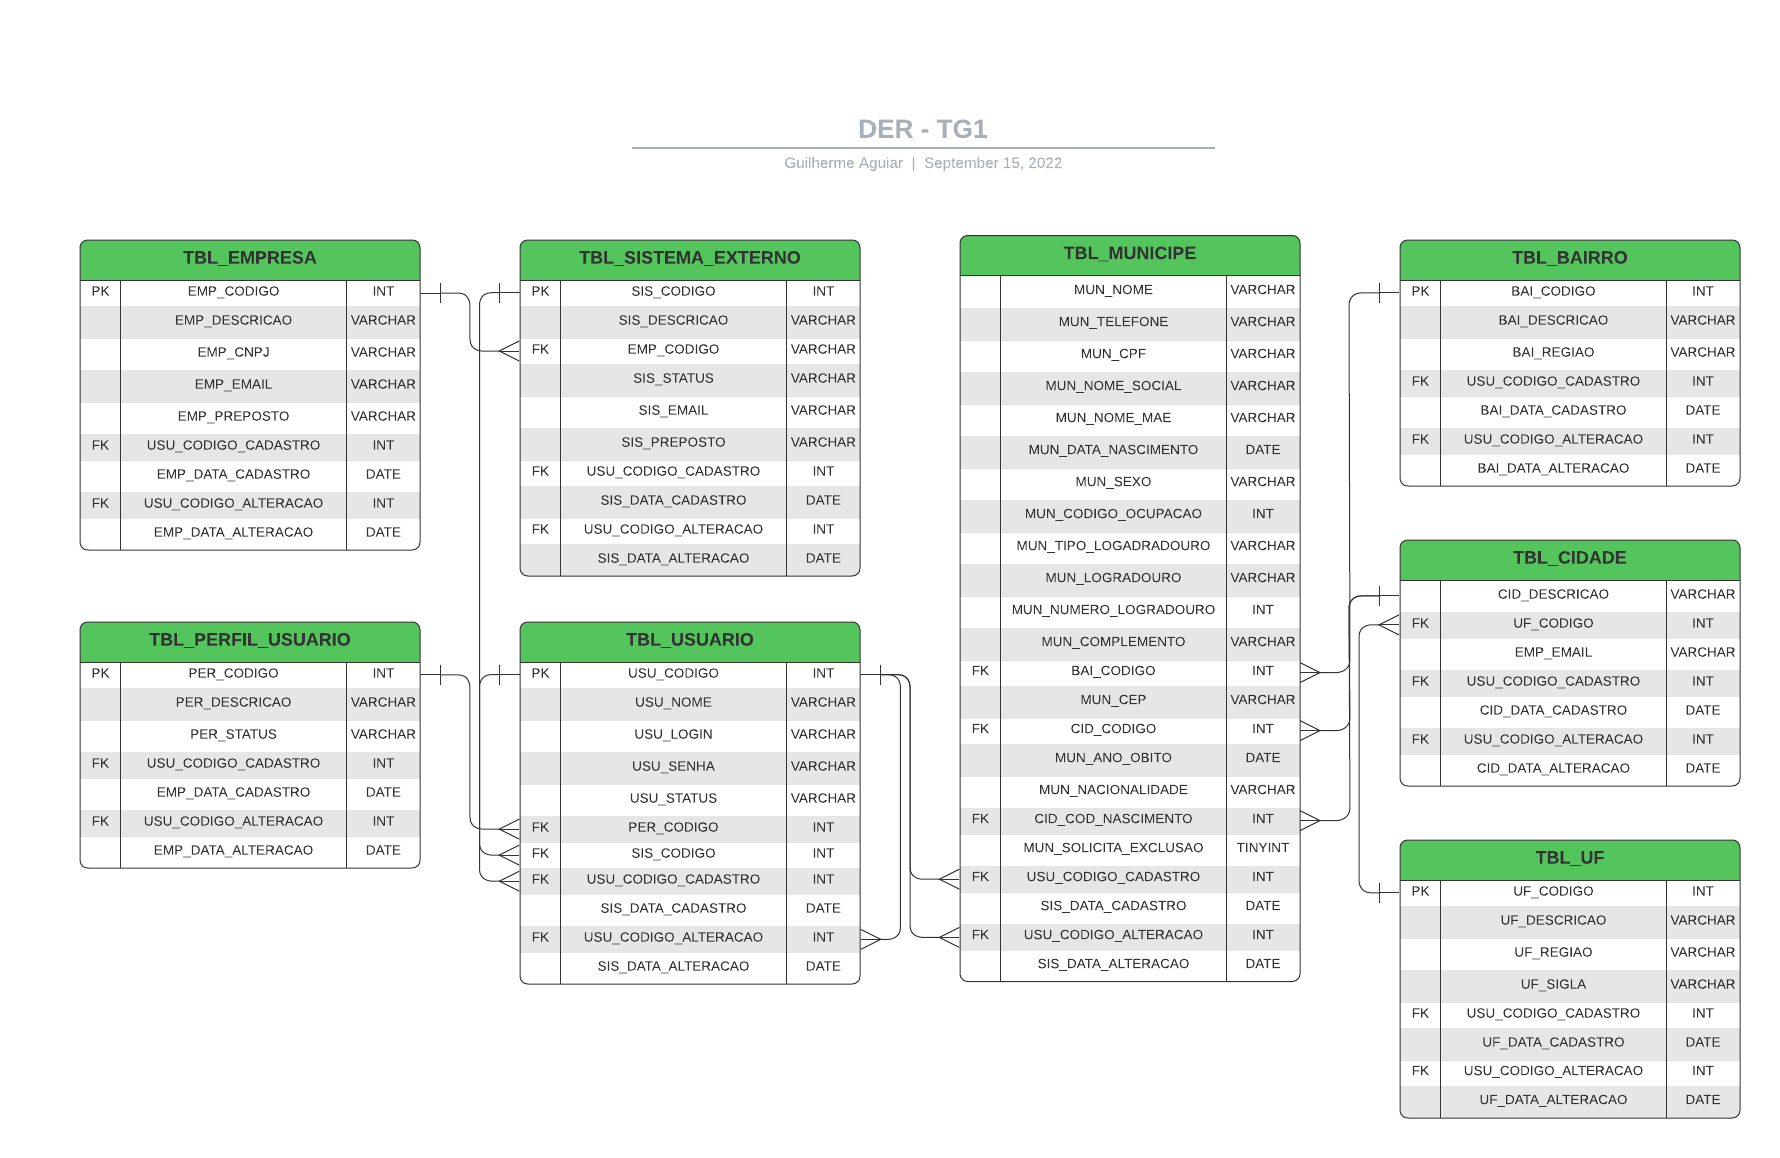 DER - TG1
Guilherme Aguiar | September 15, 2022
TBL_EMPRESA
PK EMP_CODIGO INT
EMP_DESCRICAO VARCHAR
EMP_CNPJ VARCHAR
EMP_EMAIL VARCHAR
EMP_PREPOSTO VARCHAR
FK USU_CODIGO_CADASTRO INT
EMP_DATA_CADASTRO DATE
FK USU_CODIGO_ALTERACAO INT
EMP_DATA_ALTERACAO DATE
TBL_SISTEMA_EXTERNO
PK SIS_CODIGO INT
SIS_DESCRICAO VARCHAR
FK EMP_CODIGO INT
SIS_STATUS VARCHAR
SIS_EMAIL VARCHAR
SIS_PREPOSTO VARCHAR
FK USU_CODIGO_CADASTRO INT
SIS_DATA_CADASTRO DATE
FK USU_CODIGO_ALTERACAO INT
SIS_DATA_ALTERACAO DATE
TBL_MUNICIPE
MUN_NOME VARCHAR
MUN_TELEFONE VARCHAR
MUN_CPF VARCHAR
MUN_NOME_SOCIAL VARCHAR
MUN_NOME_MAE VARCHAR
MUN_DATA_NASCIMENTO DATE
MUN_SEXO VARCHAR
MUN_CODIGO_OCUPACAO INT
MUN_TIPO_LOGADRADOURO VARCHAR
MUN_LOGRADOURO VARCHAR
MUN_NUMERO_LOGRADOURO INT
MUN_COMPLEMENTO VARCHAR
FK BAI_CODIGO INT
MUN_CEP VARCHAR
FK CID_CODIGO INT
MUN_ANO_OBITO DATE
MUN_NACIONALIDADE VARCHAR
FK CID_COD_NASCIMENTO INT
MUN_SOLICITA_EXCLUSAO TINYINT
FK USU_CODIGO_CADASTRO INT
SIS_DATA_CADASTRO DATE
FK USU_CODIGO_ALTERACAO INT
SIS_DATA_ALTERACAO DATE
TBL_BAIRRO
PK BAI_CODIGO INT
BAI_DESCRICAO VARCHAR
BAI_REGIAO VARCHAR
FK USU_CODIGO_CADASTRO INT
BAI_DATA_CADASTRO DATE
FK USU_CODIGO_ALTERACAO INT
BAI_DATA_ALTERACAO DATE
TBL_CIDADE
CID_DESCRICAO VARCHAR
FK UF_CODIGO INT
EMP_EMAIL VARCHAR
FK USU_CODIGO_CADASTRO INT
CID_DATA_CADASTRO DATE
FK USU_CODIGO_ALTERACAO INT
CID_DATA_ALTERACAO DATE
TBL_PERFIL_USUARIO
PK PER_CODIGO INT
PER_DESCRICAO VARCHAR
PER_STATUS VARCHAR
FK USU_CODIGO_CADASTRO INT
EMP_DATA_CADASTRO DATE
FK USU_CODIGO_ALTERACAO INT
EMP_DATA_ALTERACAO DATE
TBL_USUARIO
PK USU_CODIGO INT
USU_NOME VARCHAR
USU_LOGIN VARCHAR
USU_SENHA VARCHAR
USU_STATUS VARCHAR
FK PER_CODIGO INT
FK SIS_CODIGO INT
FK USU_CODIGO_CADASTRO INT
SIS_DATA_CADASTRO DATE
FK USU_CODIGO_ALTERACAO INT
SIS_DATA_ALTERACAO DATE
TBL_UF
PK UF_CODIGO INT
UF_DESCRICAO VARCHAR
UF_REGIAO VARCHAR
UF_SIGLA VARCHAR
FK USU_CODIGO_CADASTRO INT
UF_DATA_CADASTRO DATE
FK USU_CODIGO_ALTERACAO INT
UF_DATA_ALTERACAO DATE